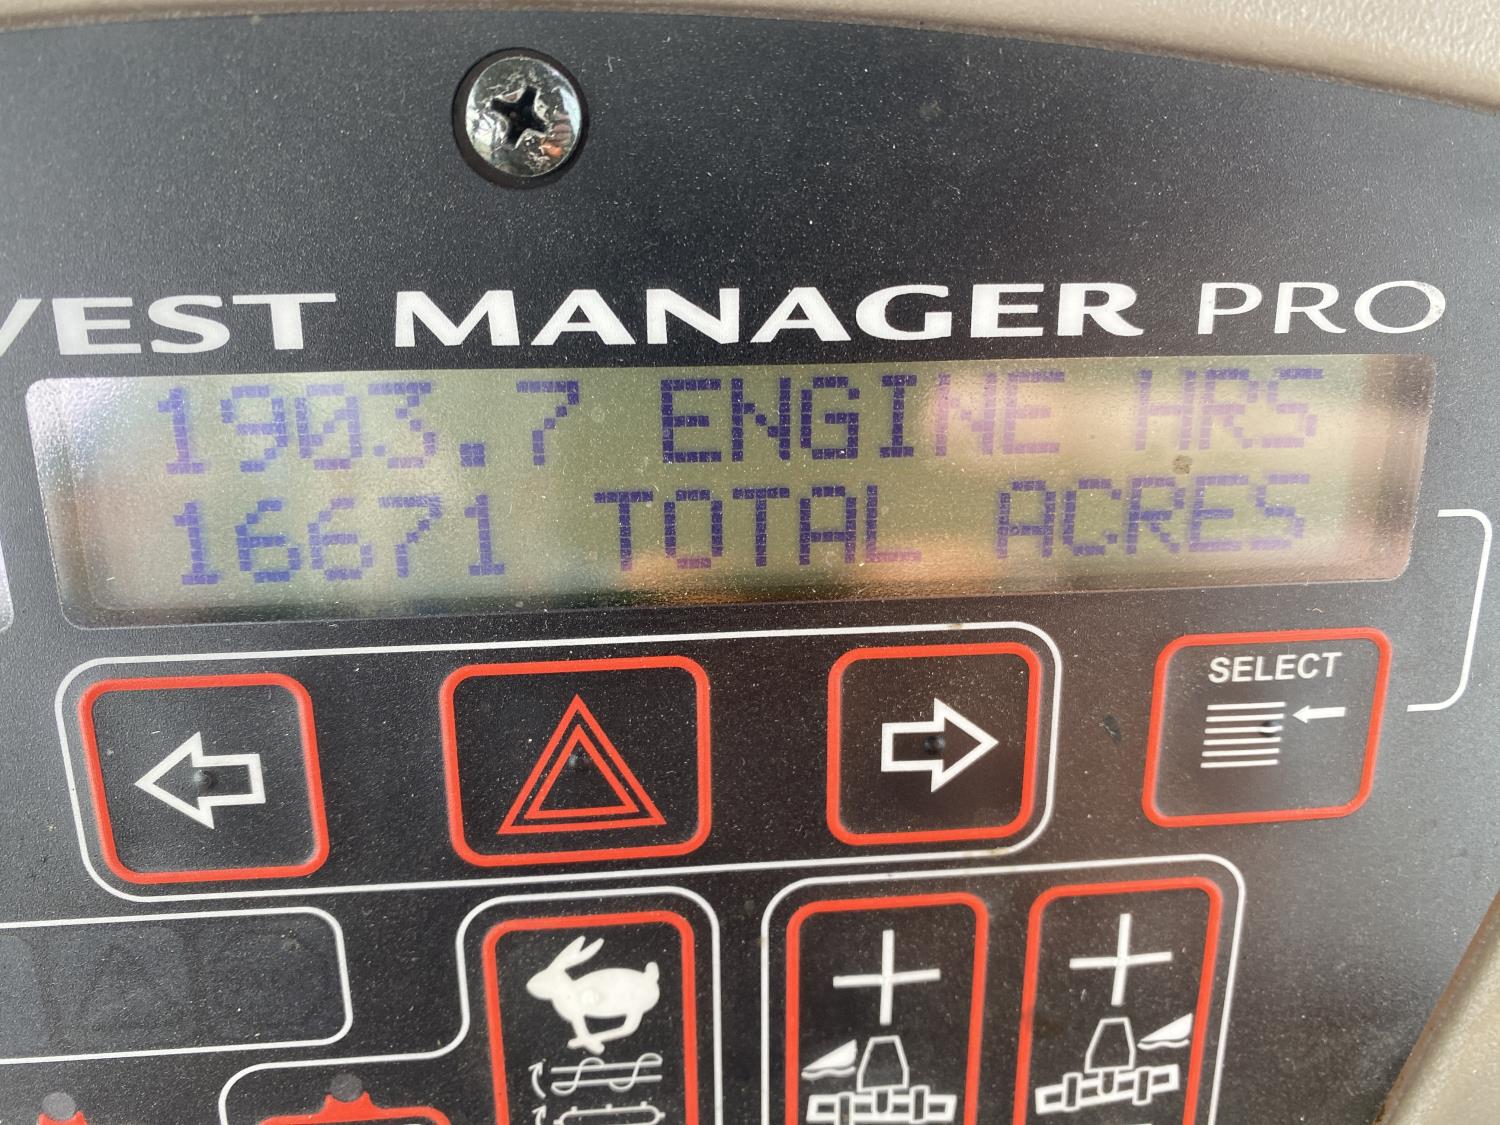 VEST MANAGER PRO
1903.7 ENGINE HRS
16671 TOTAL ACRES
SELECT